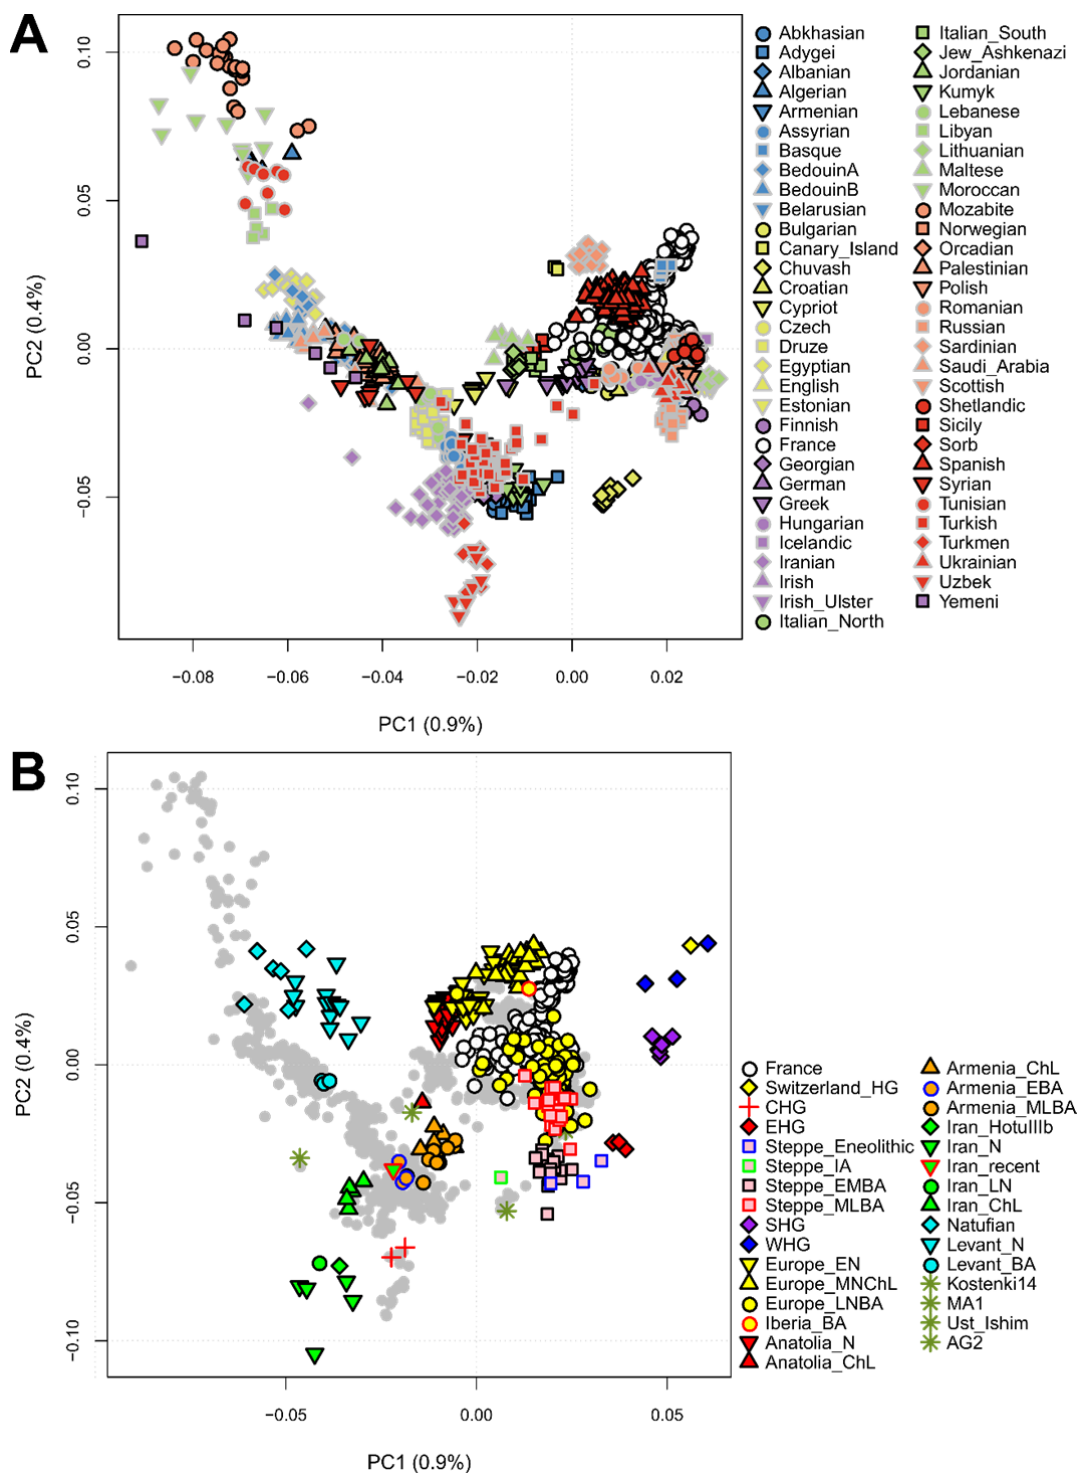 A
0.10
0.05
0.00
−0.05
PC2 (0.4%)
−0.08
−0.06
−0.04
−0.02
0.00
0.02
PC1 (0.9%)
Abkhasian
Adygei
Albanian
Algerian
Armenian
Assyrian
Basque
BedouinA
BedouinB
Belarusian
Bulgarian
Canary_Island
Chuvash
Croatian
Cypriot
Czech
Druze
Egyptian
English
Estonian
Finnish
France
Georgian
German
Greek
Hungarian
Icelandic
Iranian
Irish
Irish_Ulster
Italian_North
Italian_South
Jew_Ashkenazi
Jordanian
Kumyk
Lebanese
Libyan
Lithuanian
Maltese
Moroccan
Mozabite
Norwegian
Orcadian
Palestinian
Polish
Romanian
Russian
Sardinian
Saudi_Arabia
Scottish
Shetlandic
Sicily
Sorb
Spanish
Syrian
Tunisian
Turkish
Turkmen
Ukrainian
Uzbek
Yemeni
B
0.10
0.05
0.00
−0.05
−0.10
PC2 (0.4%)
−0.05
0.00
0.05
PC1 (0.9%)
France
Switzerland_HG
CHG
EHG
Steppe_Eneolithic
Steppe_IA
Steppe_EMBA
Steppe_MLBA
SHG
WHG
Europe_EN
Europe_MNChL
Europe_LNBA
Iberia_BA
Anatolia_N
Anatolia_ChL
Armenia_ChL
Armenia_EBA
Armenia_MLBA
Iran_HotuIIIb
Iran_N
Iran_recent
Iran_LN
Iran_ChL
Natufian
Levant_N
Levant_BA
Kostenki14
MA1
Ust_Ishim
AG2